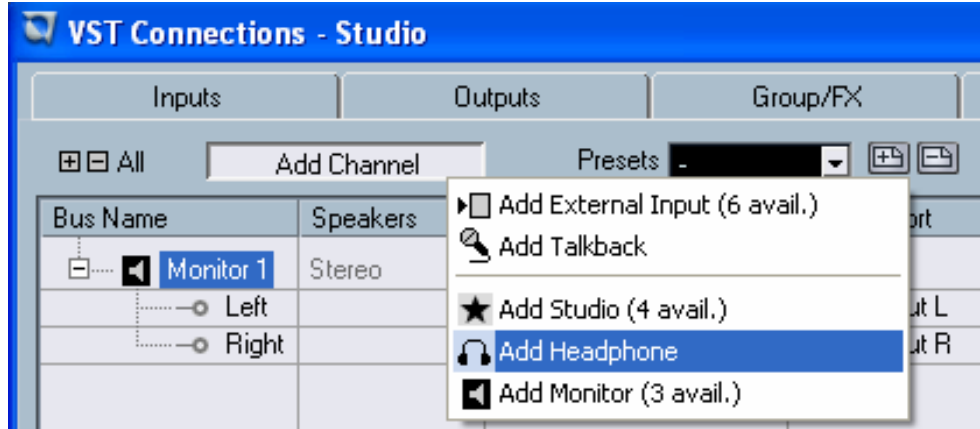 VST Connections - Studio
Inputs Outputs Group/FX
All Add Channel Presets -
Add External Input (6 avail.)
Bus Name Speakers
Add Talkback
Monitor 1 Stereo
Add Studio (4 avail.)
Left
Add Headphone
Right
Add Monitor (3 avail.)